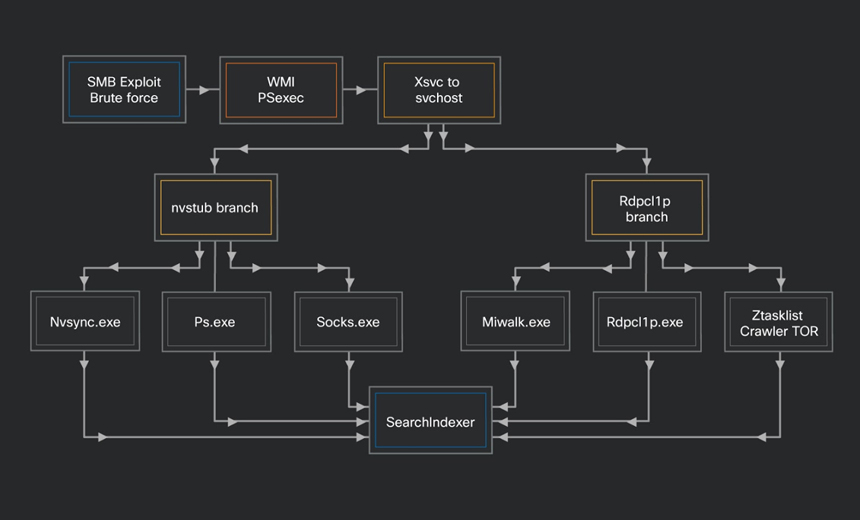 SMB Exploit
Brute force
WMI
PSexec
Xsvc to
svchost
nvstub branch
Rdpcl1p
branch
Nvsync.exe
Ps.exe
Socks.exe
Miwalk.exe
Rdpcl1p.exe
Ztasklist
Crawler TOR
SearchIndexer